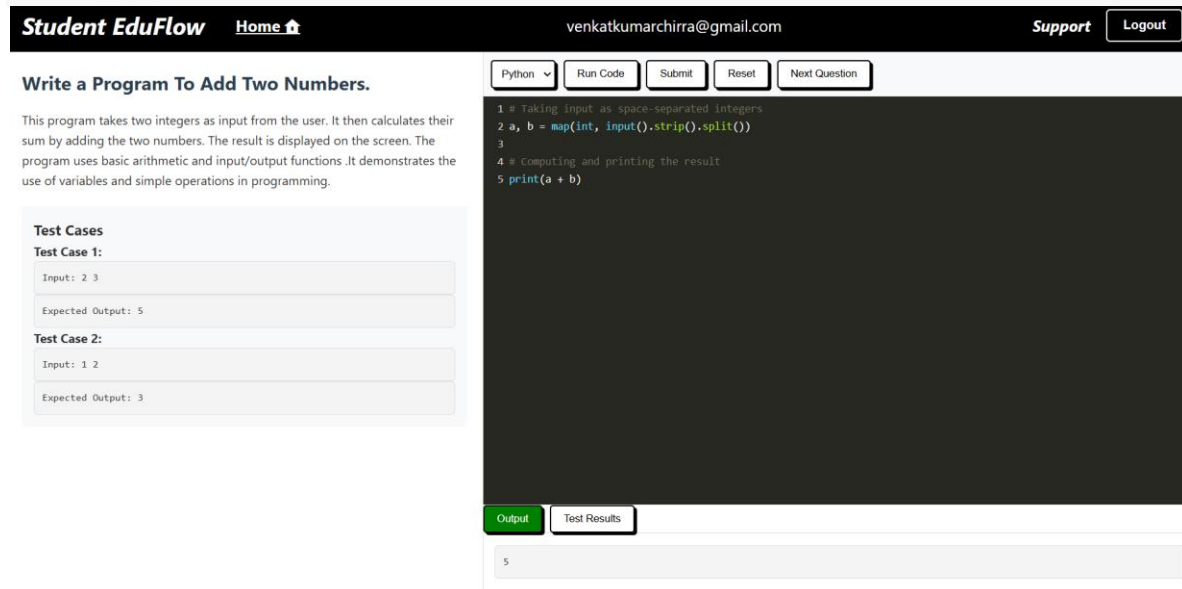 Student EduFlow Home venkatkumarchirra@gmail.com Support Logout
Write a Program To Add Two Numbers.
This program takes two integers as input from the user. It then calculates their
sum by adding the two numbers. The result is displayed on the screen. The
program uses basic arithmetic and input/output functions .It demonstrates the
use of variables and simple operations in programming.
Test Cases
Test Case 1:
Input: 2 3
Expected Output: 5
Test Case 2:
Input: 1 2
Expected Output: 3
Python Run Code Submit Reset Next Question
1 # Taking input as space-separated integers
2 a, b = map(int, input().strip().split())
3
4 # Computing and printing the result
5 print(a + b)
Output Test Results
5